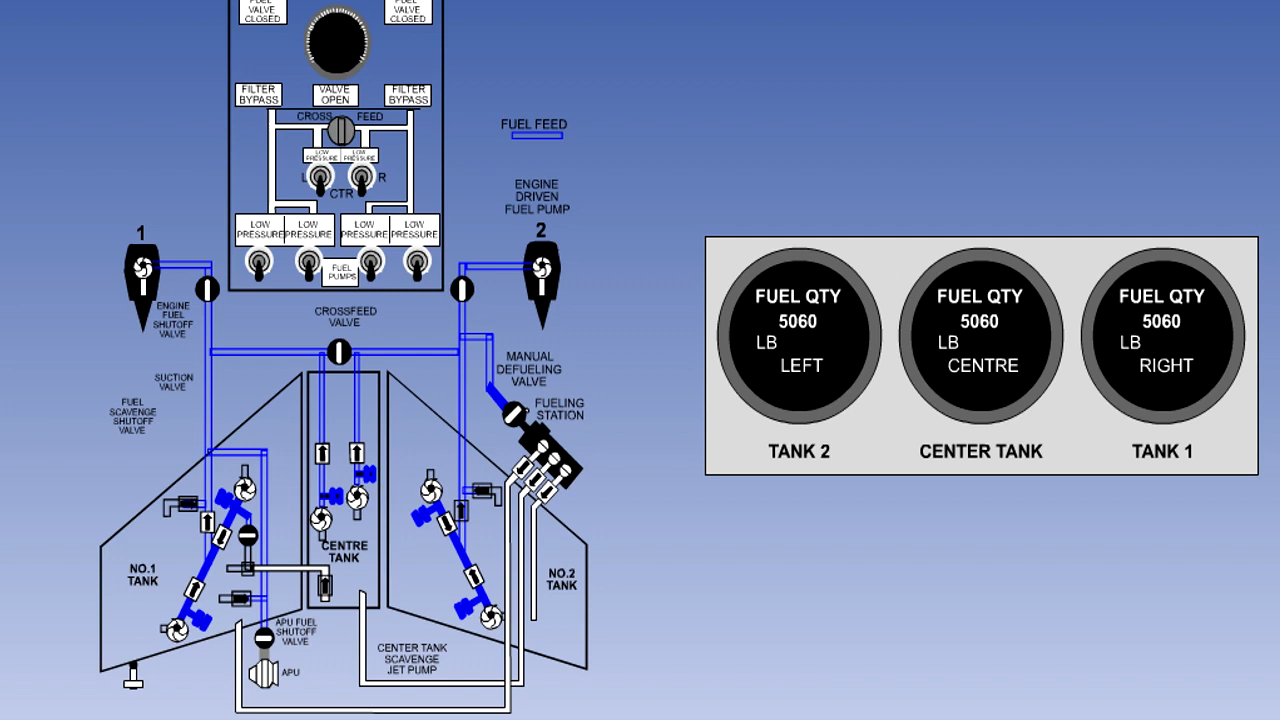 FUEL
VALVE
CLOSED
FUEL
VALVE
CLOSED
FILTER
BYPASS
VALVE
OPEN
FILTER
BYPASS
CROSS FEED
LOW
PRESSURE
LOW
PRESSURE
L R
CTR
LOW
PRESSURE
LOW
PRESSURE
LOW
PRESSURE
LOW
PRESSURE
FUEL
PUMPS
FUEL FEED
ENGINE
DRIVEN
FUEL PUMP
1
2
ENGINE
FUEL
SHUTOFF
VALVE
CROSSFEED
VALVE
SUCTION
VALVE
FUEL
SCAVENGE
SHUTOFF
VALVE
MANUAL
DEFUELING
VALVE
FUELING
STATION
CENTRE
TANK
NO.1
TANK
NO.2
TANK
APU FUEL
SHUTOFF
VALVE
APU
CENTER TANK
SCAVENGE
JET PUMP
FUEL QTY
5060
LB
LEFT
TANK 2
FUEL QTY
5060
LB
CENTRE
CENTER TANK
FUEL QTY
5060
LB
RIGHT
TANK 1